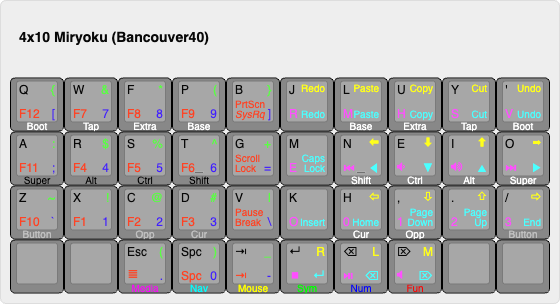 4x10 Miryoku (Bancouver40)
Q { W & F * P ( B } J Redo L Paste U Copy Y Cut ' Undo
PrtScn
F12 [ F7 7 F8 8 F9 9 SysRq ] R Redo M Paste H Copy S Cut V Undo
Boot Tap Extra Base Base Extra Tap Boot
A : R $ S % T ^ G + M N E I O
Scroll Caps
F11 ; F4 4 F5 5 F6 6 Lock = E Lock
Super Alt Ctrl Shift Shift Ctrl Alt Super
Z ~ X ! C @ D # V | K H , . /
Pause Page Page
F10 ` F1 1 F2 2 F3 3 Break \ Insert 0 Home 1 Down 2 Up 3 End
Button Opp Cur Cur Opp Button
Esc ( Spc ) _ R L M
. Spc 0 -
Media Nav Mouse Sym Num Fun